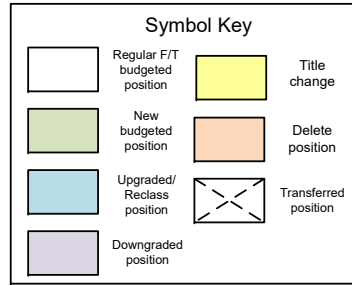 Symbol Key
Regular F/T
budgeted
position
Title
change
New
budgeted
position
Delete
position
Upgraded/
Reclass
position
Transferred
position
Downgraded
position